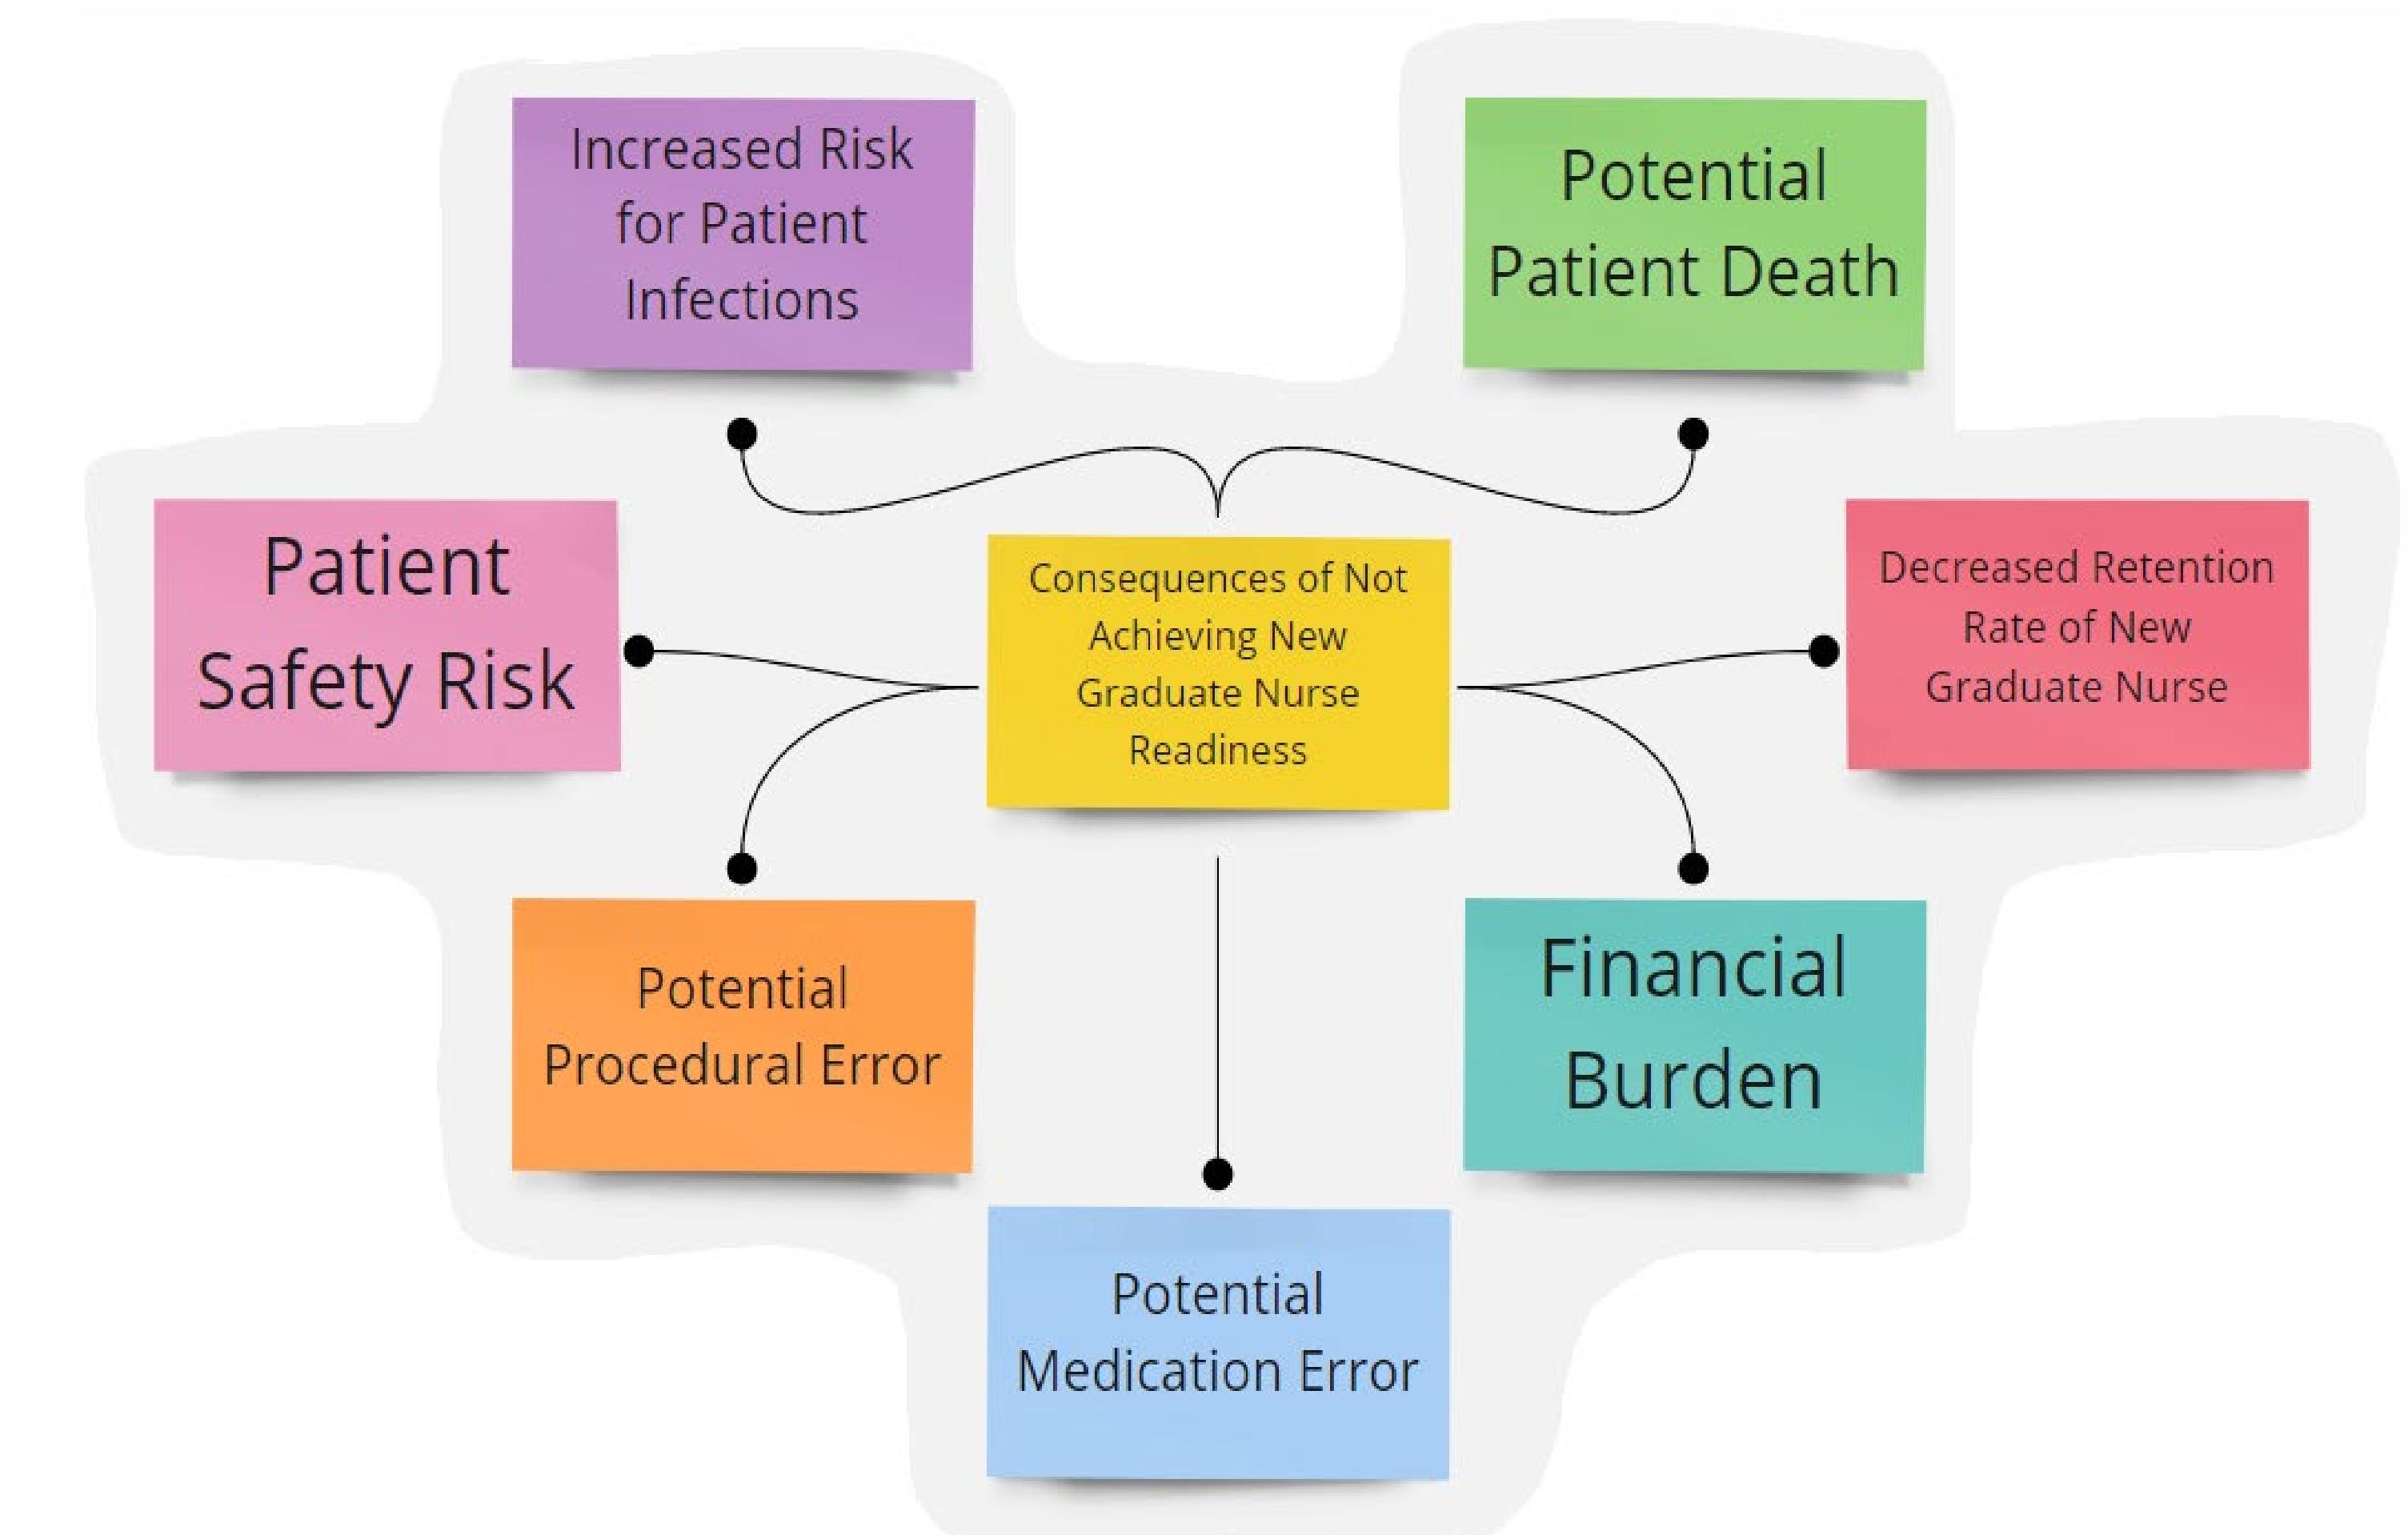 Increased Risk
for Patient
Infections
Potential
Patient Death
Patient
Safety Risk
Consequences of Not
Achieving New
Graduate Nurse
Readiness
Decreased Retention
Rate of New
Graduate Nurse
Potential
Procedural Error
Financial
Burden
Potential
Medication Error